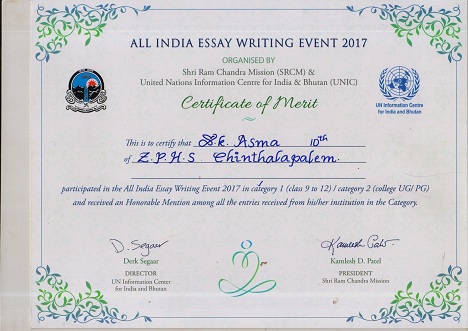 ALL INDIA ESSAY WRITING EVENT 2017
ORGANISED BY
Shri Ram Chandra Mission (SRCM) &
United Nations Information Centre for India & Bhutan (UNIC)
UN Information Centre
for India and Bhutan
Certificate of Merit
This is to certify that Sk. Asma 10th
of Z.P.H.S Chinthalapalem.
participated in the All India Essay Writing Event 2017 in category 1 (class 9 to 12) / category 2 (college UG/ PG)
and received an Honorable Mention among all the entries received from his/her institution in the Category.
D. Segaar
Derk Segaar
DIRECTOR
UN Information Center
for India and Bhutan
Kamlesh D. Patel
PRESIDENT
Shri Ram Chandra Mission